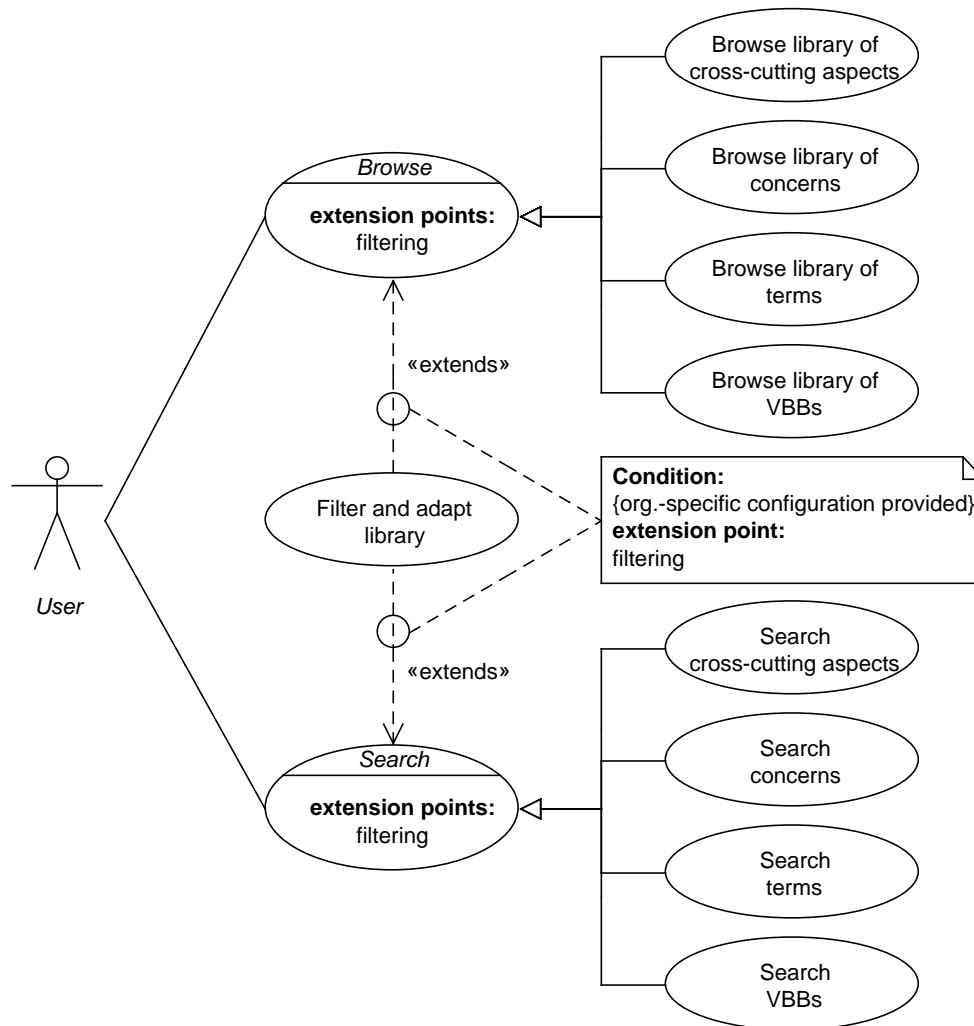 Browse library of
cross-cutting aspects
Browse library of
concerns
Browse library of
terms
Browse library of
VBBs
Browse
extension points:
filtering
«extends»
Filter and adapt
library
«extends»
User
Condition:
{org.-specific configuration provided}
extension point:
filtering
Search
extension points:
filtering
Search
cross-cutting aspects
Search
concerns
Search
terms
Search
VBBs